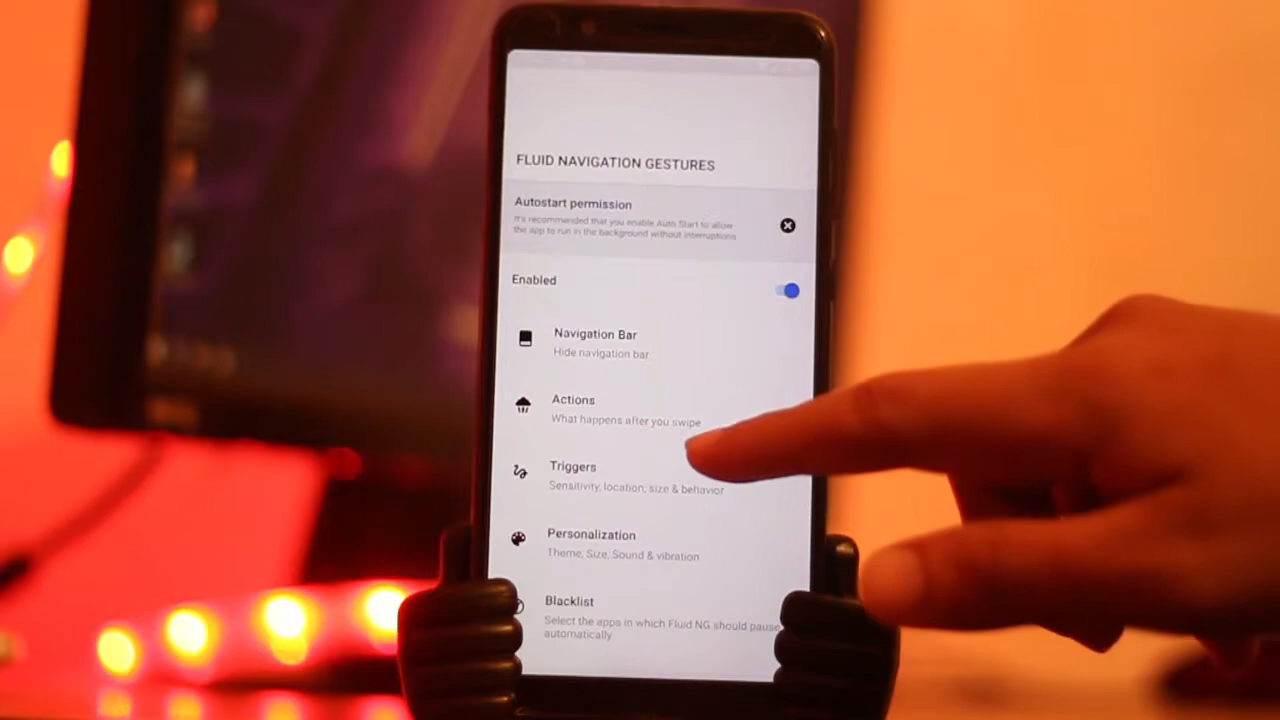 FLUID NAVIGATION GESTURES
Autostart permission
It's recommended that you enable Auto Start to allow
the app to run in the background without interruptions
Enabled
Navigation Bar
Hide navigation bar
Actions
What happens after you swipe
Triggers
Sensitivity, location, size & behavior
Personalization
Theme, Size, Sound & vibration
Blacklist
Select the apps in which Fluid NG should pause
automatically